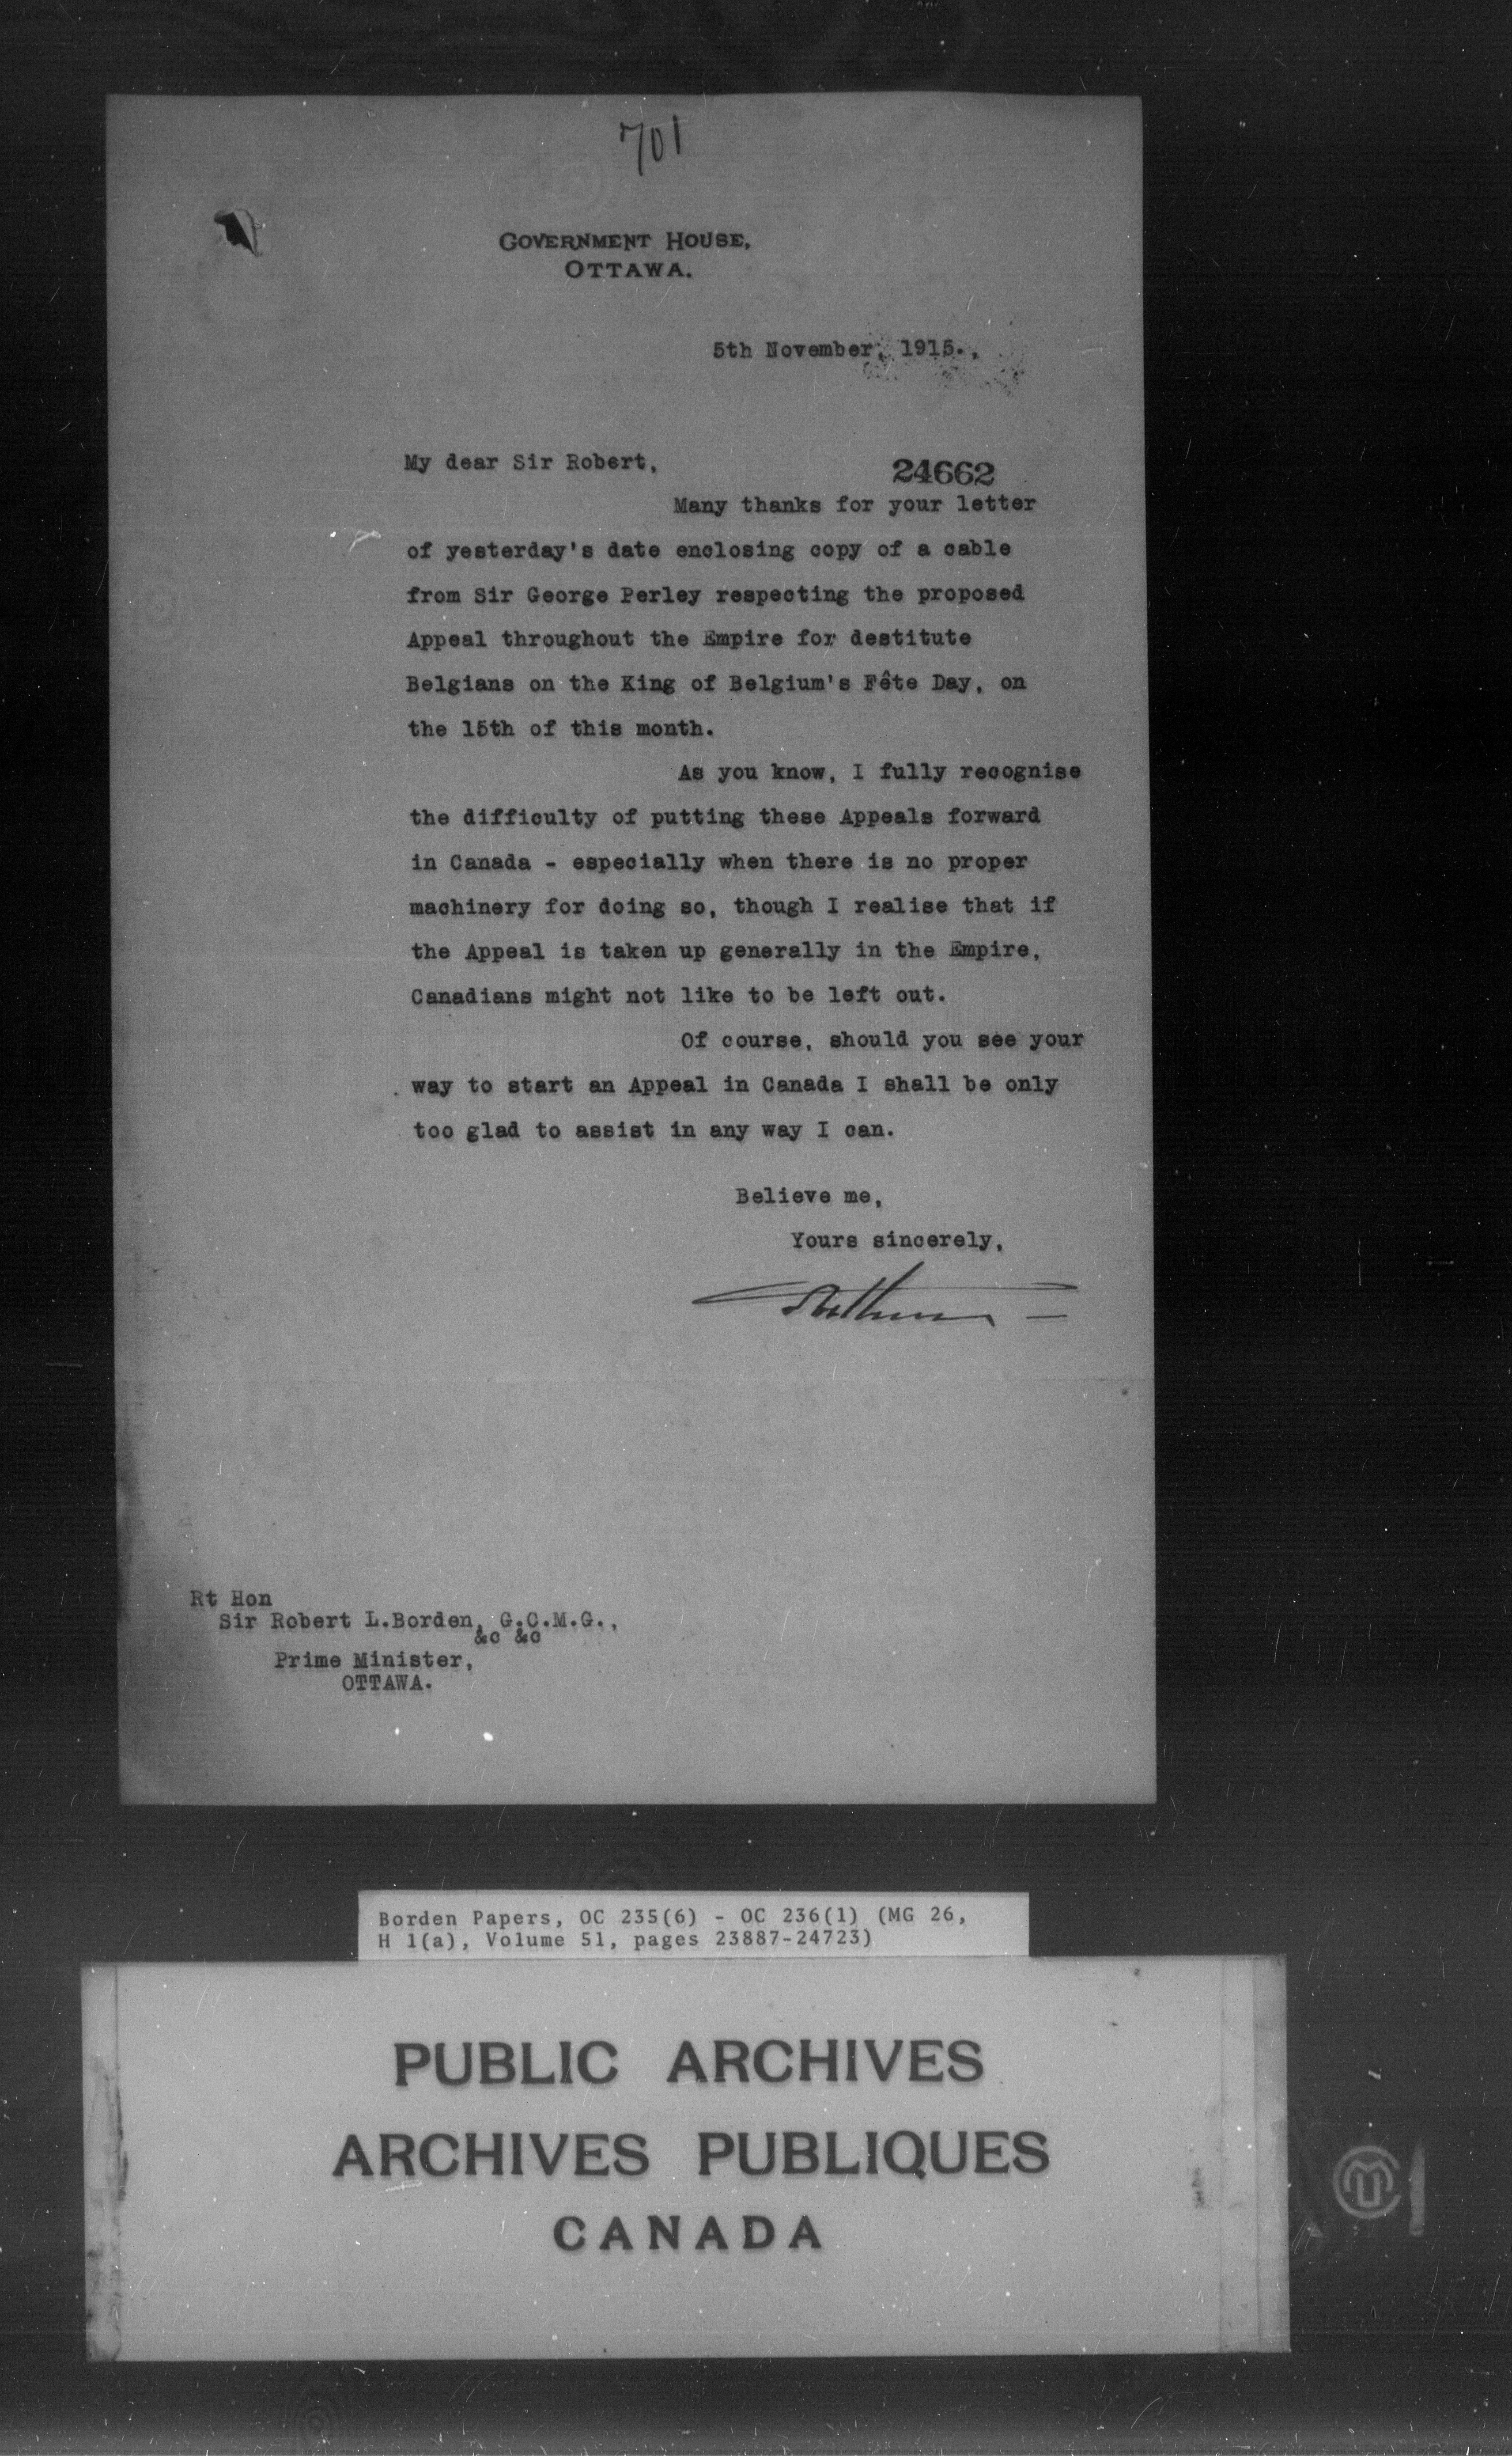 701
GOVERNMENT HOUSE,
OTTAWA.
5th November, 1915.,
My dear Sir Robert,
24662
Many thanks for your letter
of yesterday's date enclosing copy of a cable
from Sir George Perley respecting the proposed
Appeal throughout the Empire for destitute
Belgians on the King of Belgium's Fête Day, on
the 15th of this month.
As you know, I fully recognise
the difficulty of putting these Appeals forward
in Canada - especially when there is no proper
machinery for doing so, though I realise that if
the Appeal is taken up generally in the Empire,
Canadians might not like to be left out.
Of course, should you see your
way to start an Appeal in Canada I shall be only
too glad to assist in any way I can.
Believe me,
Yours sincerely,
Arthur
Rt Hon
Sir Robert L.Borden, G.C.M.G.,
&c &c
Prime Minister,
OTTAWA.
Borden Papers, OC 235(6) - OC 236(1) (MG 26,
H 1(a), Volume 51, pages 23887-24723)
PUBLIC ARCHIVES
ARCHIVES PUBLIQUES
CANADA